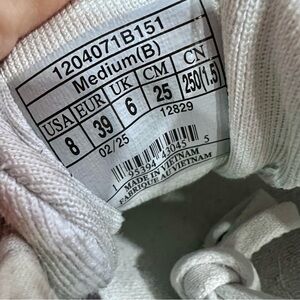 1204071B151
Medium(B)
USA EUR UK CM CN
8 39 6 25 250(1.5)
02/25 12829
MADE IN VIETNAM
FABRIQUE AU VIETNAM